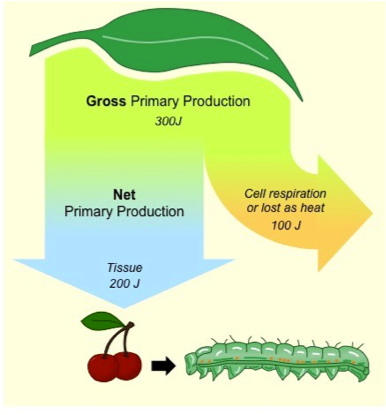 Gross Primary Production
300J
Net
Primary Production
Cell respiration
or lost as heat
100 J
Tissue
200 J